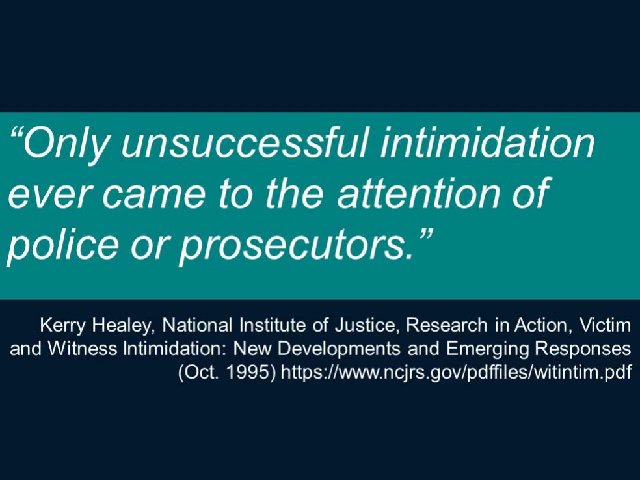 “Only unsuccessful intimidation
ever came to the attention of
police or prosecutors.”
Kerry Healey, National Institute of Justice, Research in Action, Victim
and Witness Intimidation: New Developments and Emerging Responses
(Oct. 1995) https://www.ncjrs.gov/pdffiles/witintim.pdf